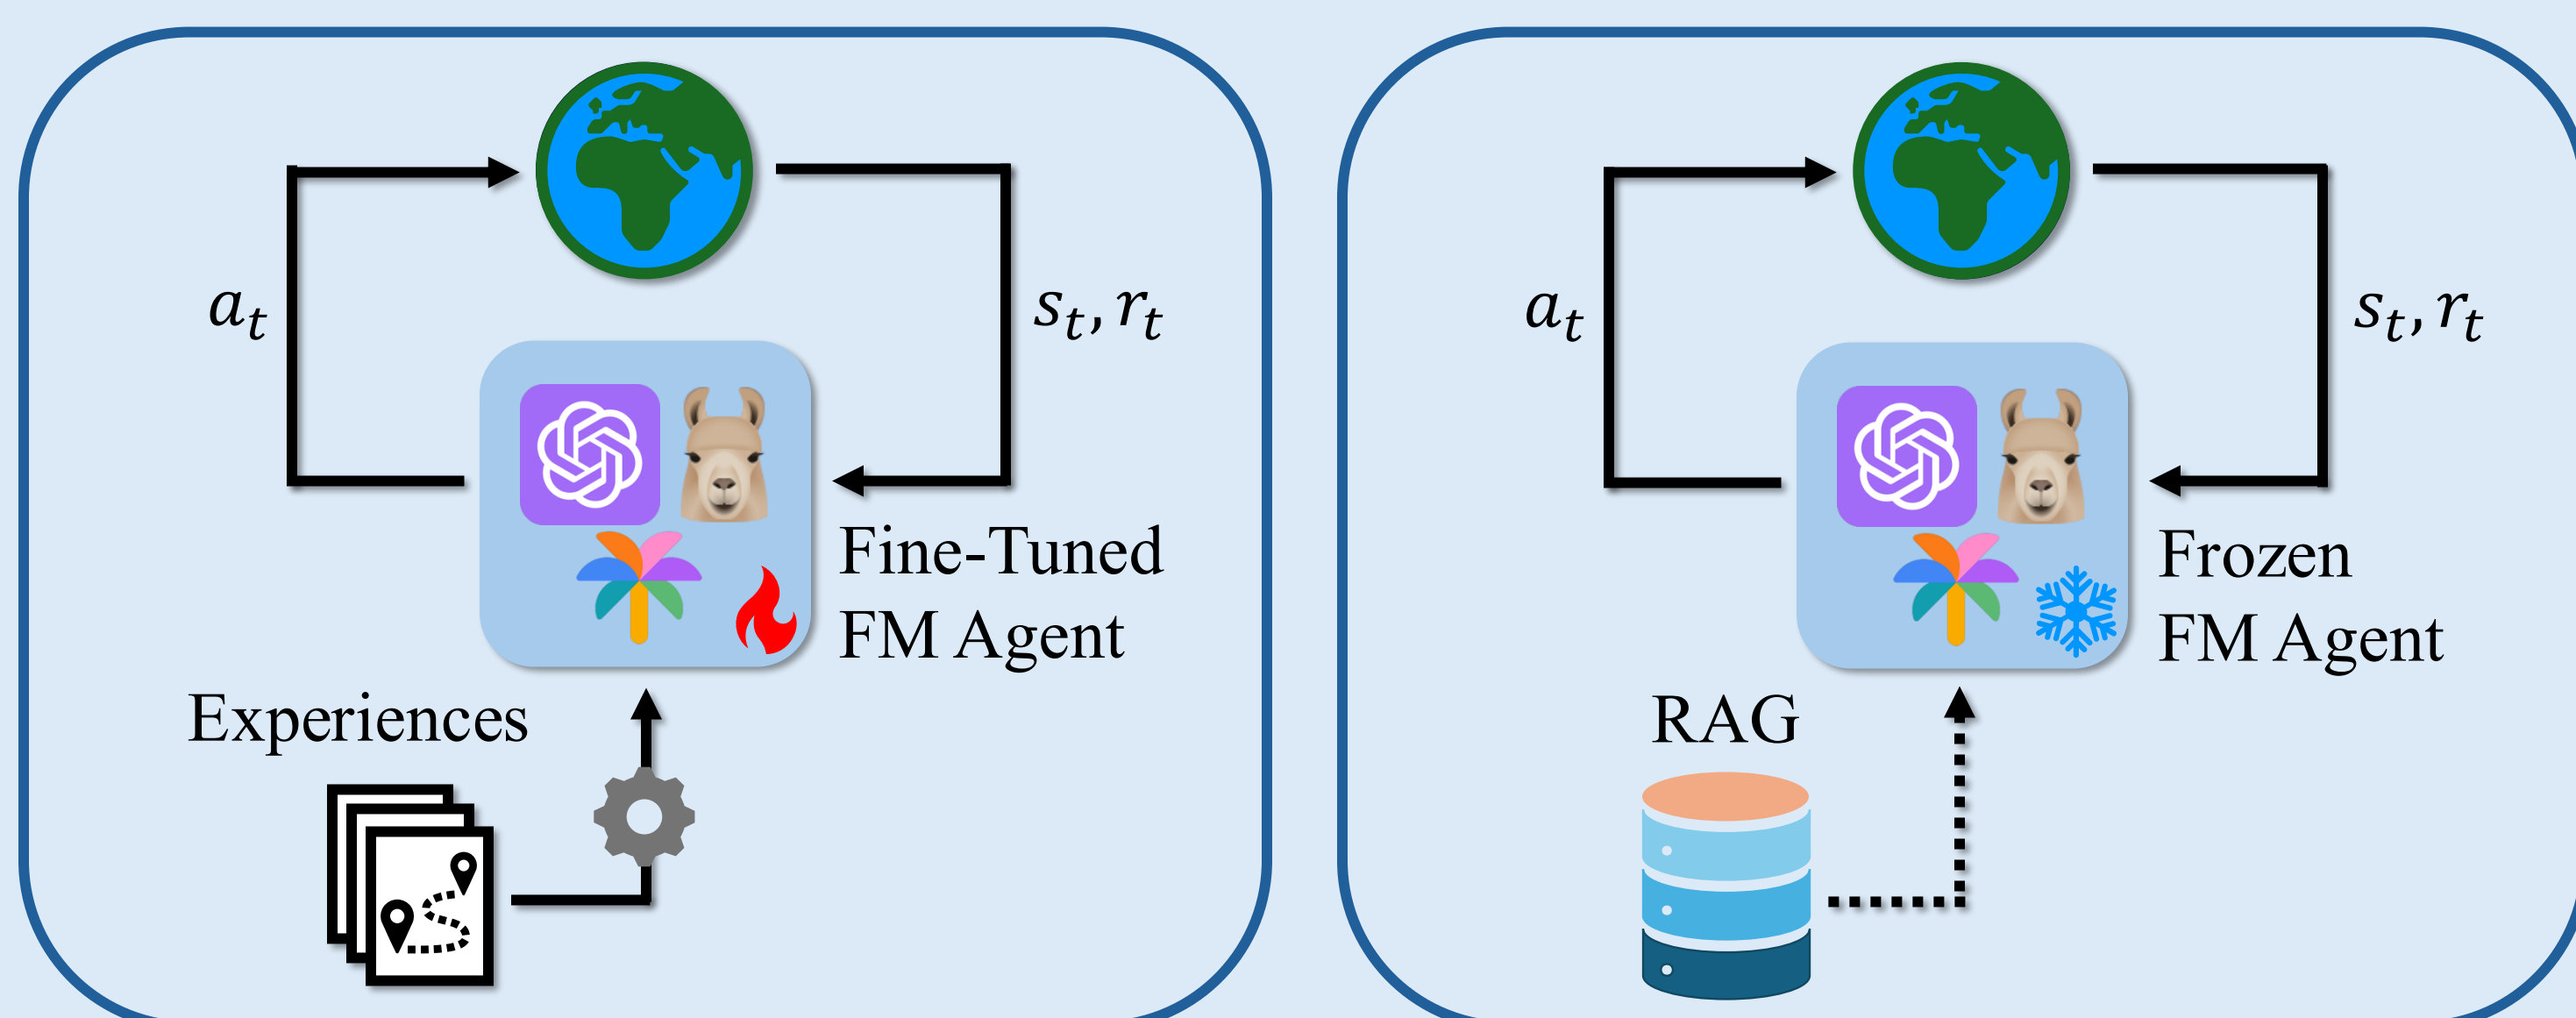 a_t
s_t, r_t
Fine-Tuned
FM Agent
Experiences
a_t
s_t, r_t
Frozen
FM Agent
RAG